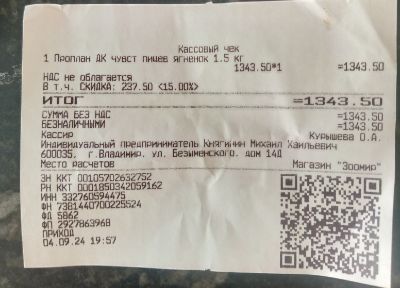 Кассовый чек
1 Проплан ДК чувст пищев ягненок 1.5 кг
1343.50*1 =1343.50
НДС не облагается
В т.ч. СКИДКА: 237.50 <15.00%>
ИТОГ =1343.50
СУММА БЕЗ НДС =1343.50
БЕЗНАЛИЧНЫМИ =1343.50
Кассир Курышева О.А.
Индивидуальный предприниматель Княгинин Михаил Хаильевич
600035, г.Владимир, ул. Безыменского, дом 14Д
Место расчетов Магазин "Зоомир"
ЗН ККТ 00105702632752
РН ККТ 0001850342059162
ИНН 332760594475
ФН 7381440700225524
ФД 5862
ФП 2927863968
ПРИХОД
04.09.24 19:57